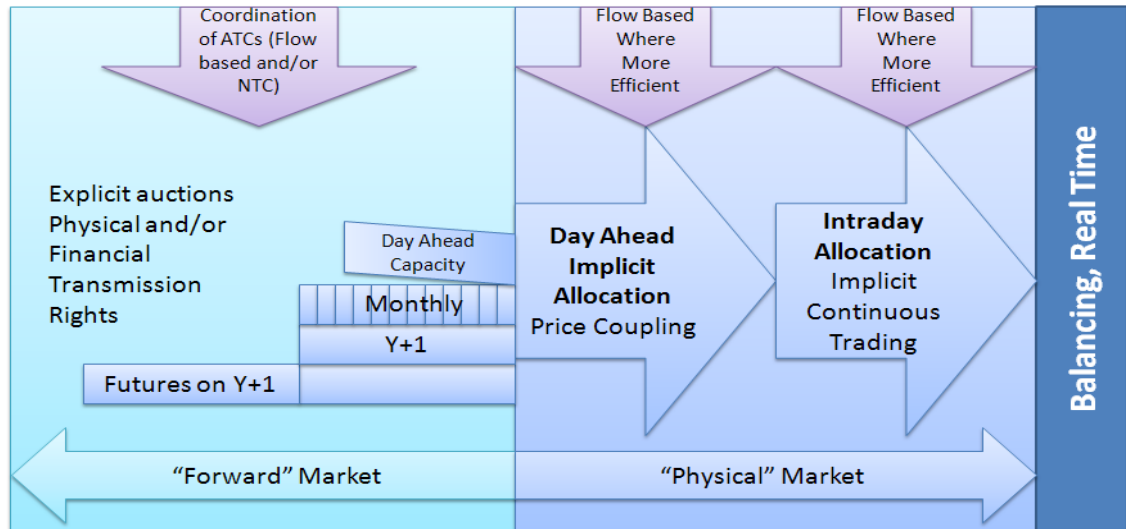 Coordination
of ATCs (Flow
based and/or
NTC)
Flow Based
Where
More
Efficient
Flow Based
Where
More
Efficient
Explicit auctions
Physical and/or
Financial
Transmission
Rights
Day Ahead
Capacity
Monthly
Y+1
Futures on Y+1
Day Ahead
Implicit
Allocation
Price Coupling
Intraday
Allocation
Implicit
Continuous
Trading
Balancing, Real Time
“Forward” Market
“Physical” Market